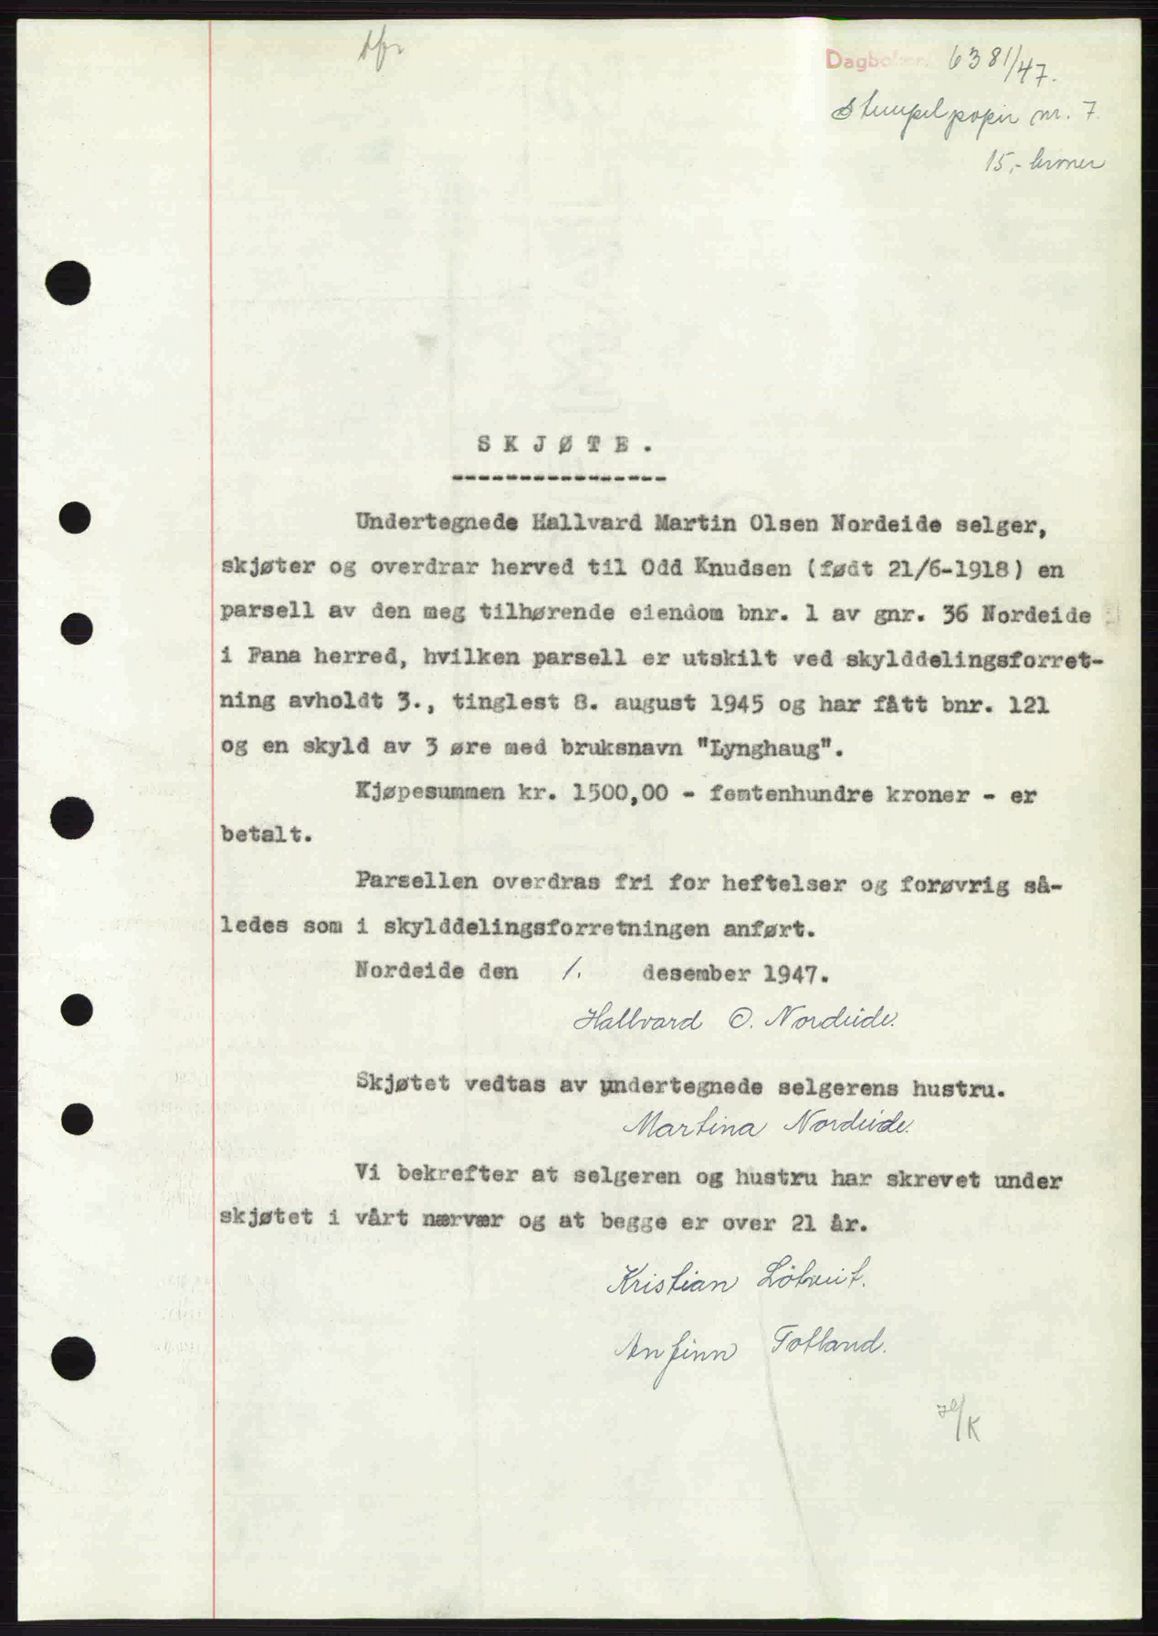 Dagboknr. 6381/47.
Stempelpapir nr. 7.
15,- kroner
S K J Ø T E .
----------------
Undertegnede Hallvard Martin Olsen Nordeide selger,
skjøter og overdrar herved til Odd Knudsen (født 21/6-1918) en
parsell av den meg tilhørende eiendom bnr. 1 av gnr. 36 Nordeide
i Fana herred, hvilken parsell er utskilt ved skylddelingsforret-
ning avholdt 3., tinglest 8. august 1945 og har fått bnr. 121
og en skyld av 3 øre med bruksnavn "Lynghaug".
Kjøpesummen kr. 1500,00 - femtenhundre kroner - er
betalt.
Parsellen overdras fri for heftelser og forøvrig så-
ledes som i skylddelingsforretningen anført.
Nordeide den 1. desember 1947.
Hallvard O. Nordeide.
Skjøtet vedtas av undertegnede selgerens hustru.
Martina Nordeide.
Vi bekrefter at selgeren og hustru har skrevet under
skjøtet i vårt nærvær og at begge er over 21 år.
Kristian Lötveit.
Anfinn Totland.